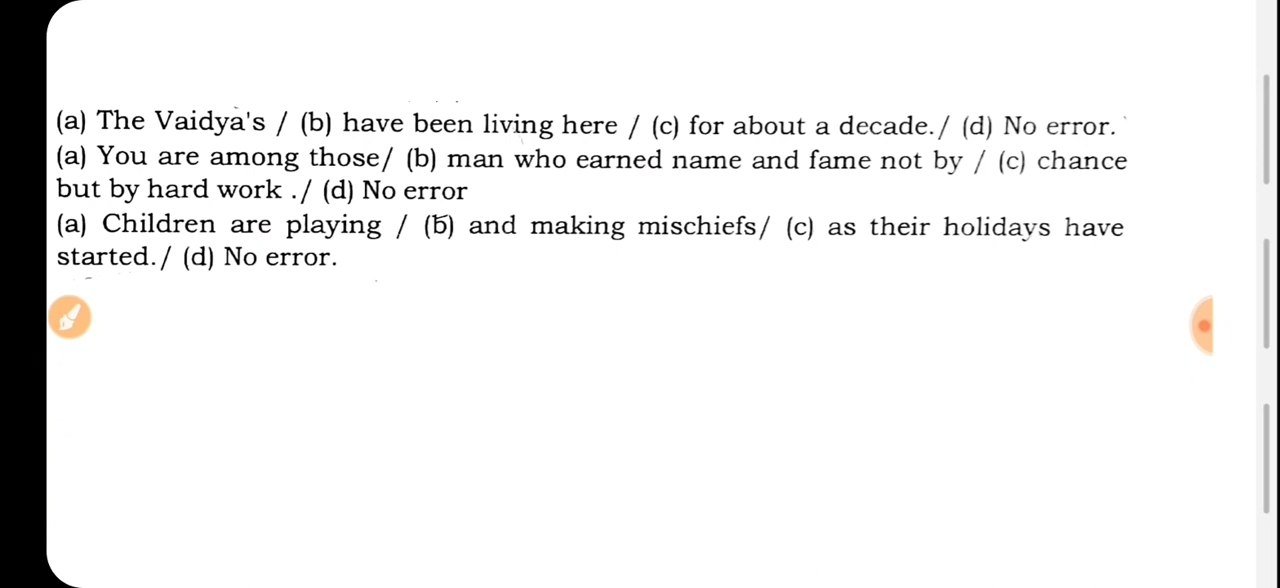 (a) The Vaidya's / (b) have been living here / (c) for about a decade./ (d) No error.
(a) You are among those/ (b) man who earned name and fame not by / (c) chance
but by hard work ./ (d) No error
(a) Children are playing / (b) and making mischiefs/ (c) as their holidays have
started./ (d) No error.